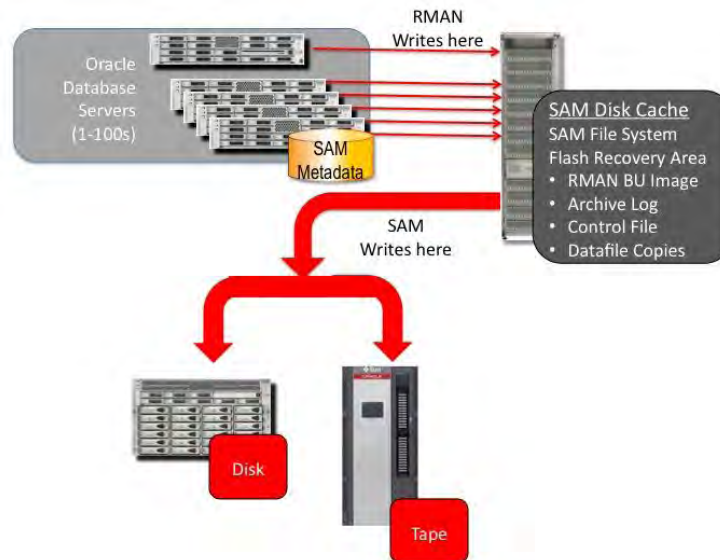 RMAN
Writes here
Oracle
Database
Servers
(1-100s)
SAM
Metadata
SAM Disk Cache
SAM File System
Flash Recovery Area
• RMAN BU Image
• Archive Log
• Control File
• Datafile Copies
SAM
Writes here
Disk
Tape